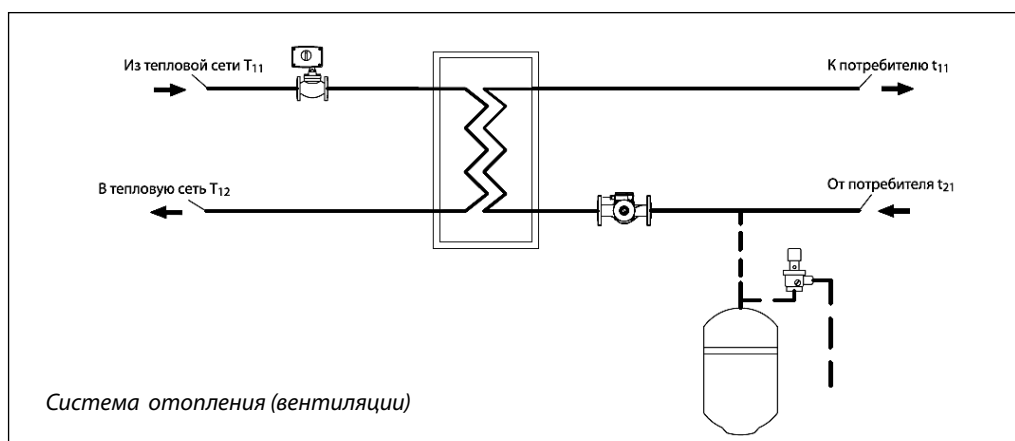 Из тепловой сети T₁₁
К потребителю t₁₁
В тепловую сеть T₁₂
От потребителя t₂₁
Система отопления (вентиляции)